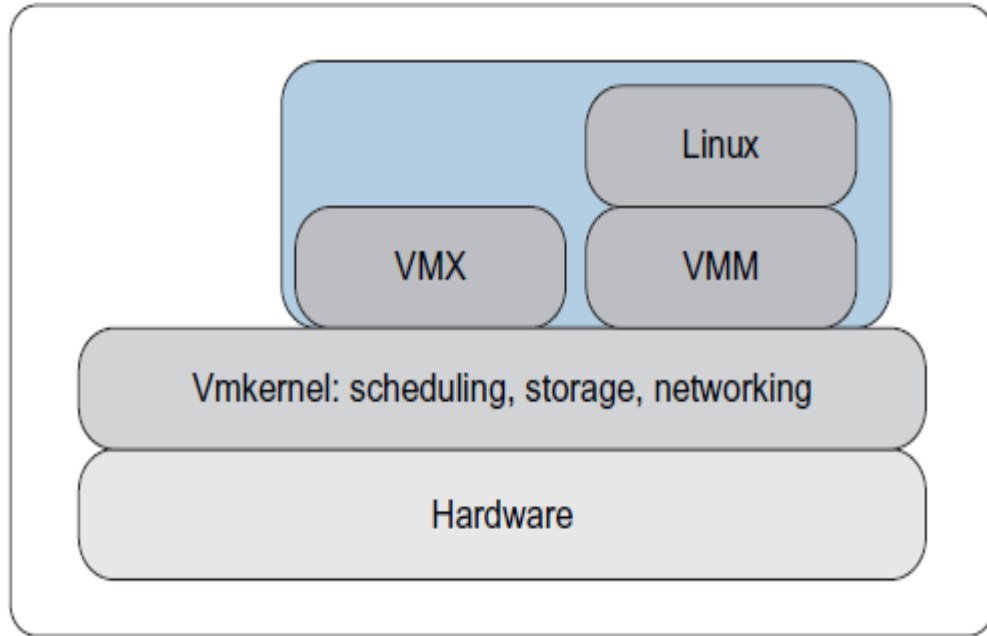 Linux
VMX
VMM
Vmkernel: scheduling, storage, networking
Hardware